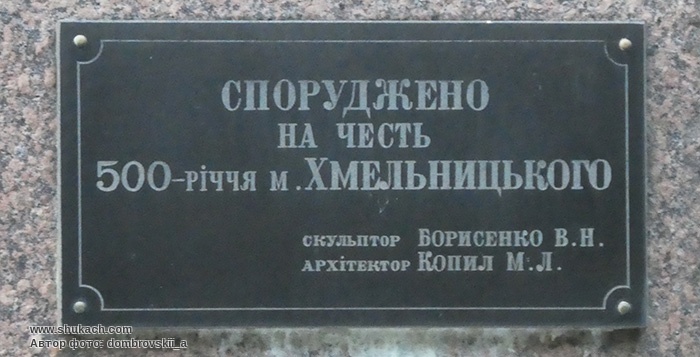 СПОРУДЖЕНО
НА ЧЕСТЬ
500-РІЧЧЯ М. ХМЕЛЬНИЦЬКОГО
СКУЛЬПТОР БОРИСЕНКО В.Н.
АРХІТЕКТОР КОПИЛ М.Л.
www.shukach.com
Автор фото: dombrovskii_a